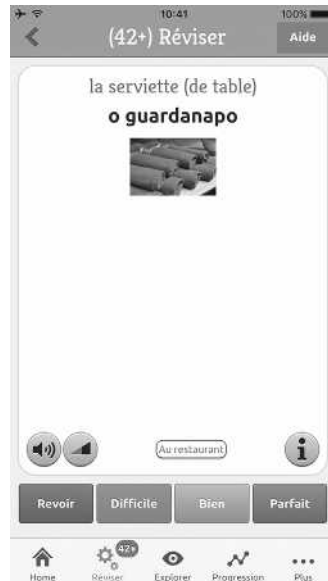 10:41
100%
(42+) Réviser
Aide
la serviette (de table)
o guardanapo
Au restaurant
i
Revoir Difficile Bien Parfait
42+
Home Réviser Explorer Progression Plus